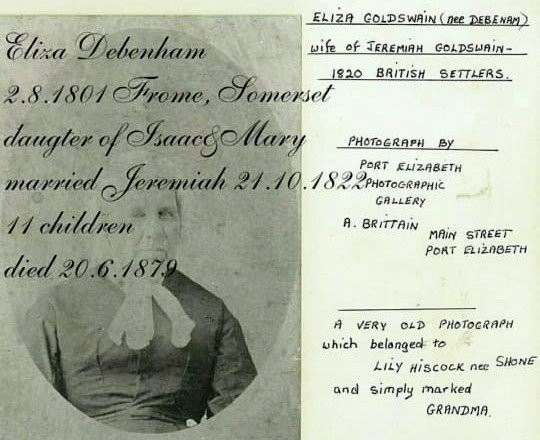 Eliza Debenham
2.8.1801 Frome, Somerset
daugter of Isaac&Mary
married Jeremiah 21.10.1822
11 children
died 20.6.1879
ELIZA GOLDSWAIN (nee DEBENAM)
wife of JEREMIAH GOLDSWAIN-
1820 BRITISH SETTLERS.
PHOTOGRAPH BY
PORT ELIZABETH
PHOTOGRAPHIC
GALLERY
A. BRITTAIN
MAIN STREET
PORT ELIZABETH
A VERY OLD PHOTOGRAPH
which belonged to
LILY HISCOCK nee SHONE
and simply marked
GRANDMA.